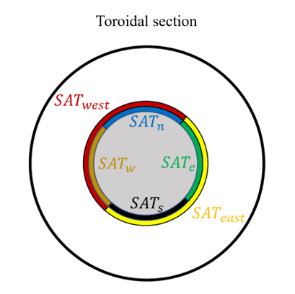 Toroidal section
SAT_west
SAT_n
SAT_w
SAT_e
SAT_s
SAT_east